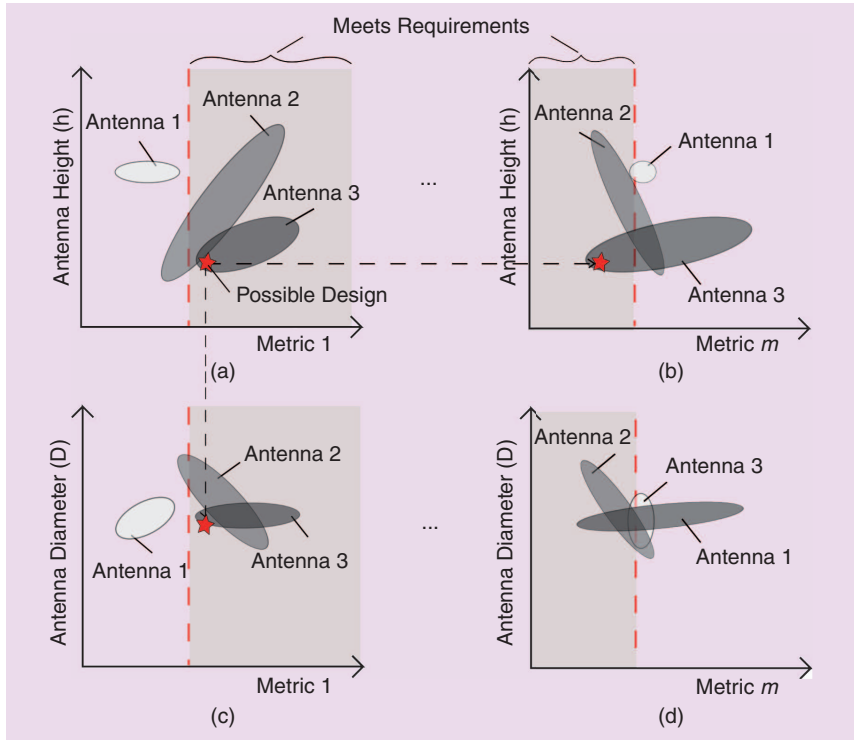 Meets Requirements
Antenna Height (h)
Antenna 1
Antenna 2
Antenna 3
Possible Design
Metric 1
(a)
...
Antenna Height (h)
Antenna 2
Antenna 1
Antenna 3
Metric m
(b)
Antenna Diameter (D)
Antenna 2
Antenna 1
Antenna 3
Metric 1
(c)
...
Antenna Diameter (D)
Antenna 2
Antenna 3
Antenna 1
Metric m
(d)